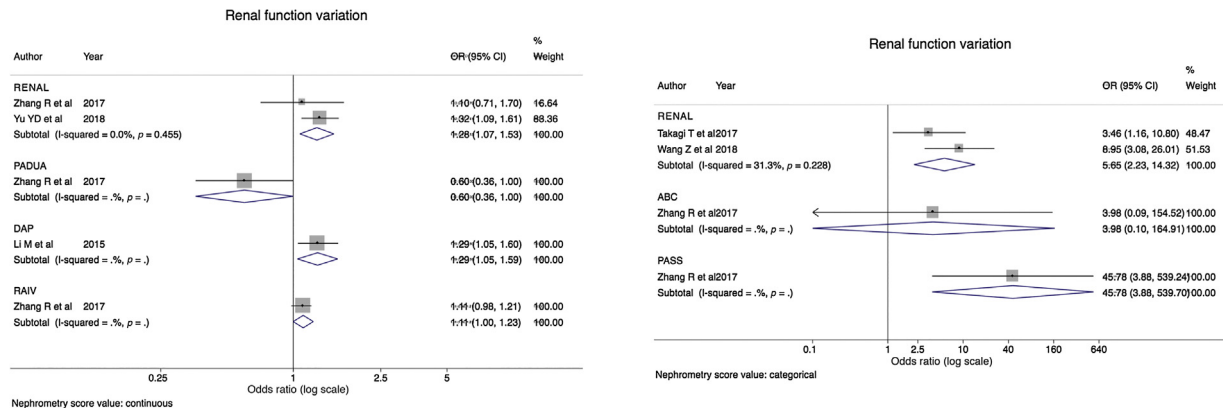 Renal function variation
%
Author Year OR (95% CI) Weight
RENAL
Zhang R et al 2017 1.10 (0.71, 1.70) 16.64
Yu YD et al 2018 1.32 (1.09, 1.61) 83.36
Subtotal (I-squared = 0.0%, p = 0.455) 1.28 (1.07, 1.53) 100.00
PADUA
Zhang R et al 2017 0.60 (0.36, 1.00) 100.00
Subtotal (I-squared = .%, p = .) 0.60 (0.36, 1.00) 100.00
DAP
Li M et al 2015 1.29 (1.05, 1.60) 100.00
Subtotal (I-squared = .%, p = .) 1.29 (1.05, 1.59) 100.00
RAIV
Zhang R et al 2017 1.11 (0.98, 1.21) 100.00
Subtotal (I-squared = .%, p = .) 1.11 (1.00, 1.23) 100.00
0.25 1 2.5 5
Odds ratio (log scale)
Nephrometry score value: continuous
Renal function variation
%
Author Year OR (95% CI) Weight
RENAL
Takagi T et al 2017 3.46 (1.16, 10.80) 48.47
Wang Z et al 2018 8.95 (3.08, 26.01) 51.53
Subtotal (I-squared = 31.3%, p = 0.228) 5.65 (2.23, 14.32) 100.00
ABC
Zhang R et al 2017 3.98 (0.09, 154.52) 100.00
Subtotal (I-squared = .%, p = .) 3.98 (0.10, 164.91) 100.00
PASS
Zhang R et al 2017 45.78 (3.88, 539.24) 100.00
Subtotal (I-squared = .%, p = .) 45.78 (3.88, 539.70) 100.00
0.1 1 2.5 10 40 160 640
Odds ratio (log scale)
Nephrometry score value: categorical